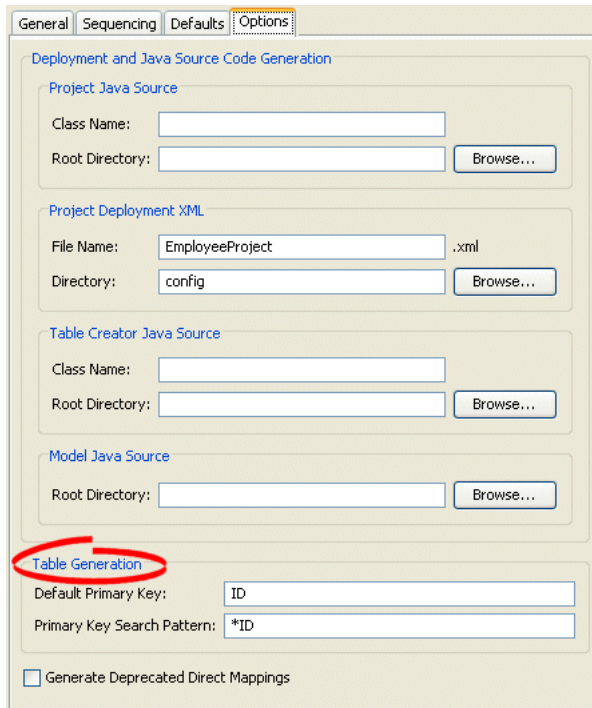 General Sequencing Defaults Options
Deployment and Java Source Code Generation
Project Java Source
Class Name:
Root Directory: Browse...
Project Deployment XML
File Name: EmployeeProject .xml
Directory: config Browse...
Table Creator Java Source
Class Name:
Root Directory: Browse...
Model Java Source
Root Directory: Browse...
Table Generation
Default Primary Key: ID
Primary Key Search Pattern: *ID
Generate Deprecated Direct Mappings